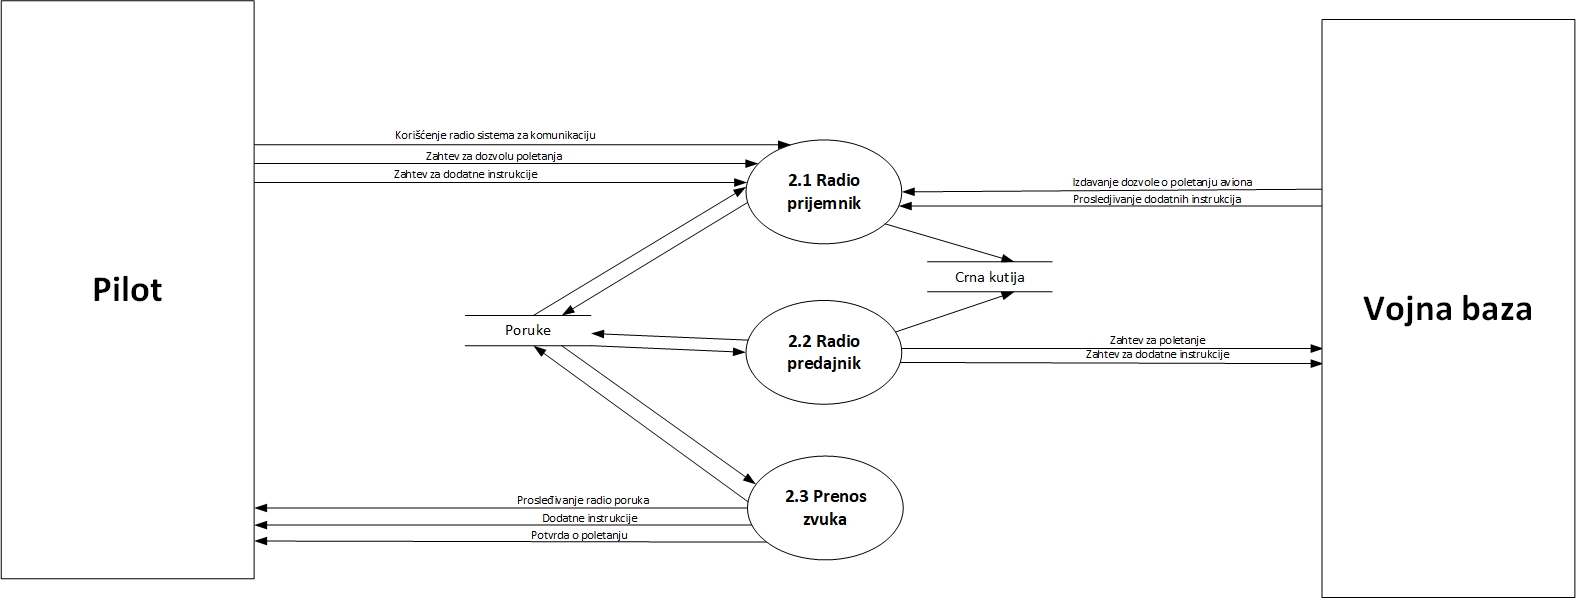 Korišćenje radio sistema za komunikaciju
Zahtev za dozvolu poletanja
Zahtev za dodatne instrukcije
2.1 Radio
prijemnik
Izdavanje dozvole o poletanju aviona
Prosledjivanje dodatnih instrukcija
Crna kutija
Pilot
Vojna baza
Poruke
2.2 Radio
predajnik
Zahtev za poletanje
Zahtev za dodatne instrukcije
2.3 Prenos
zvuka
Prosleđivanje radio poruka
Dodatne instrukcije
Potvrda o poletanju